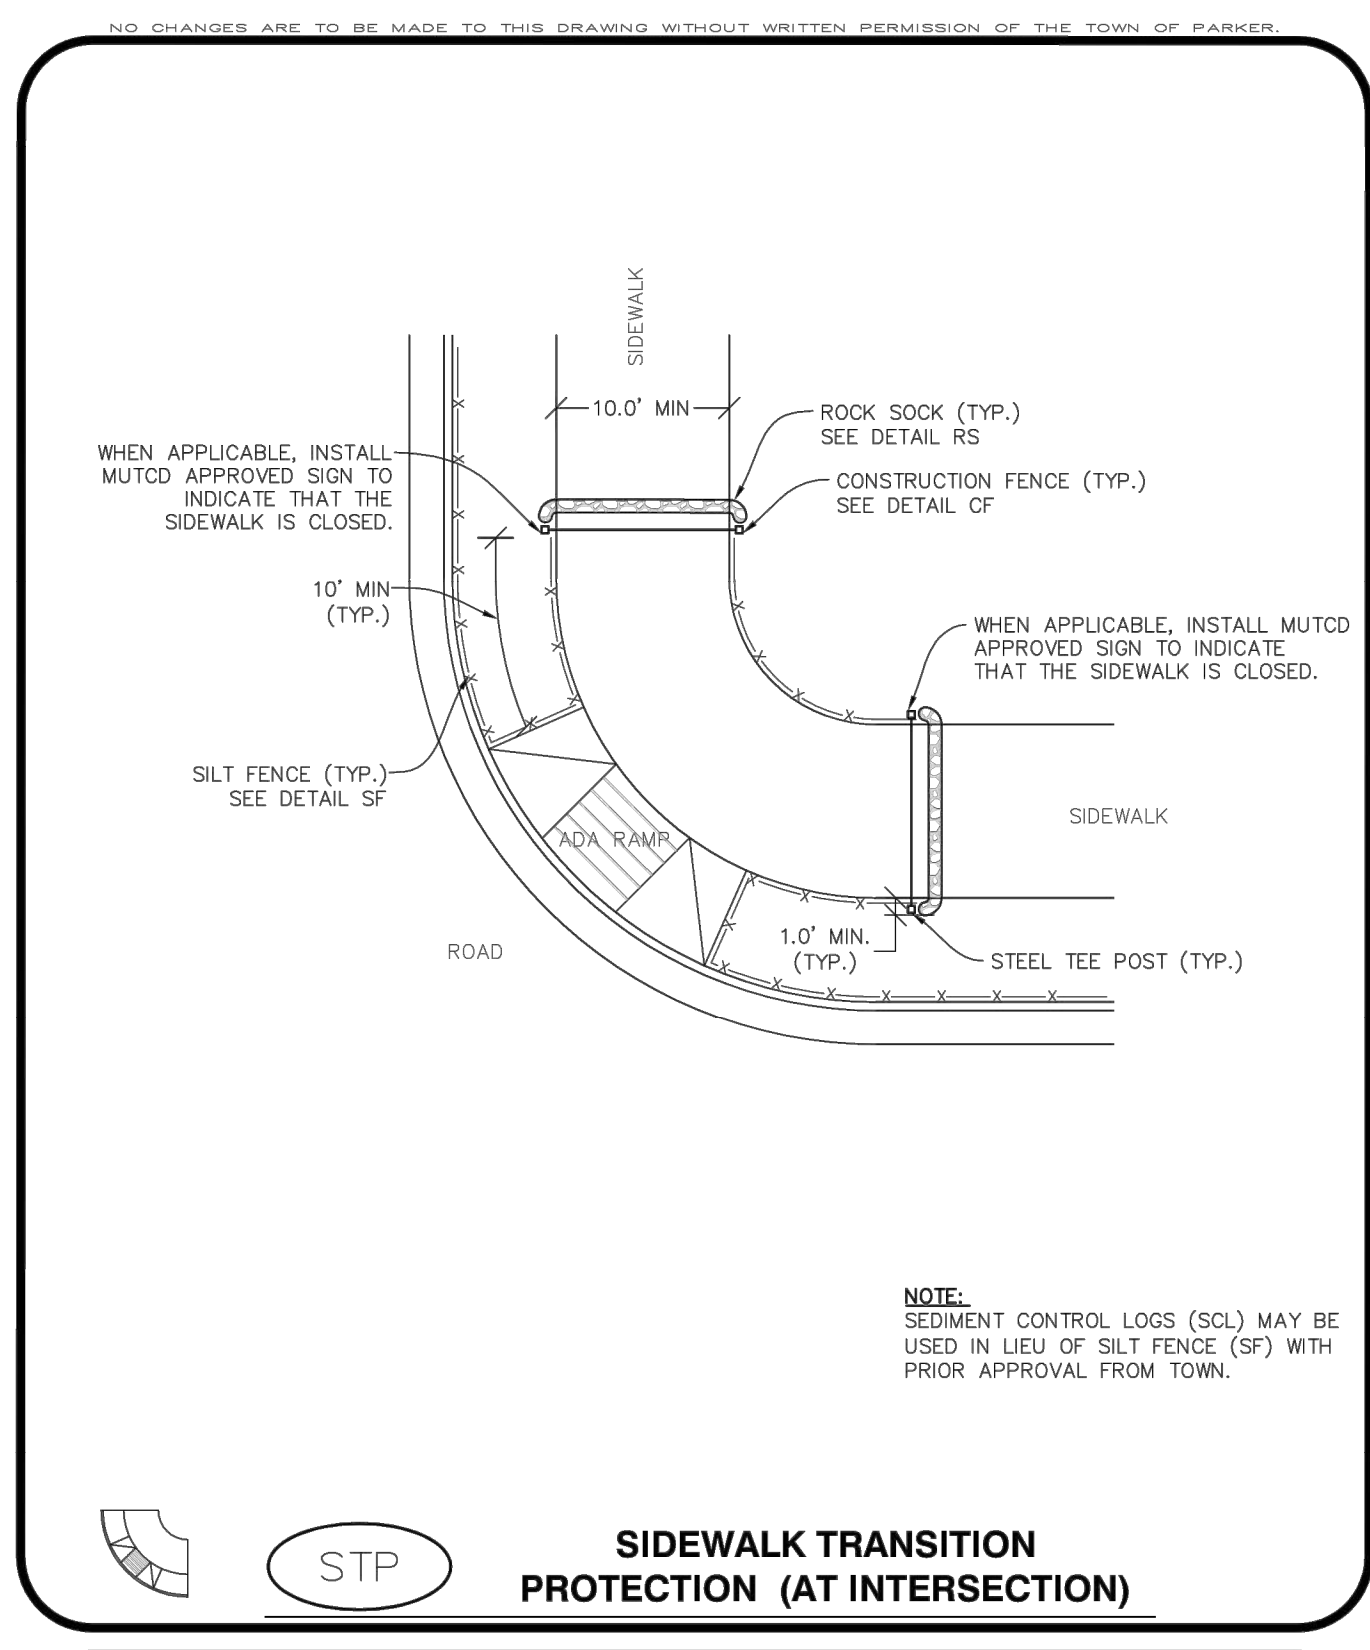 NO CHANGES ARE TO BE MADE TO THIS DRAWING WITHOUT WRITTEN PERMISSION OF THE TOWN OF PARKER.
SIDEWALK
10.0' MIN
ROCK SOCK (TYP.)
SEE DETAIL RS
WHEN APPLICABLE, INSTALL
MUTCD APPROVED SIGN TO
INDICATE THAT THE
SIDEWALK IS CLOSED.
CONSTRUCTION FENCE (TYP.)
SEE DETAIL CF
10' MIN
(TYP.)
WHEN APPLICABLE, INSTALL MUTCD
APPROVED SIGN TO INDICATE
THAT THE SIDEWALK IS CLOSED.
SILT FENCE (TYP.)
SEE DETAIL SF
SIDEWALK
ADA RAMP
ROAD
1.0' MIN.
(TYP.)
STEEL TEE POST (TYP.)
NOTE:
SEDIMENT CONTROL LOGS (SCL) MAY BE
USED IN LIEU OF SILT FENCE (SF) WITH
PRIOR APPROVAL FROM TOWN.
STP
SIDEWALK TRANSITION
PROTECTION (AT INTERSECTION)